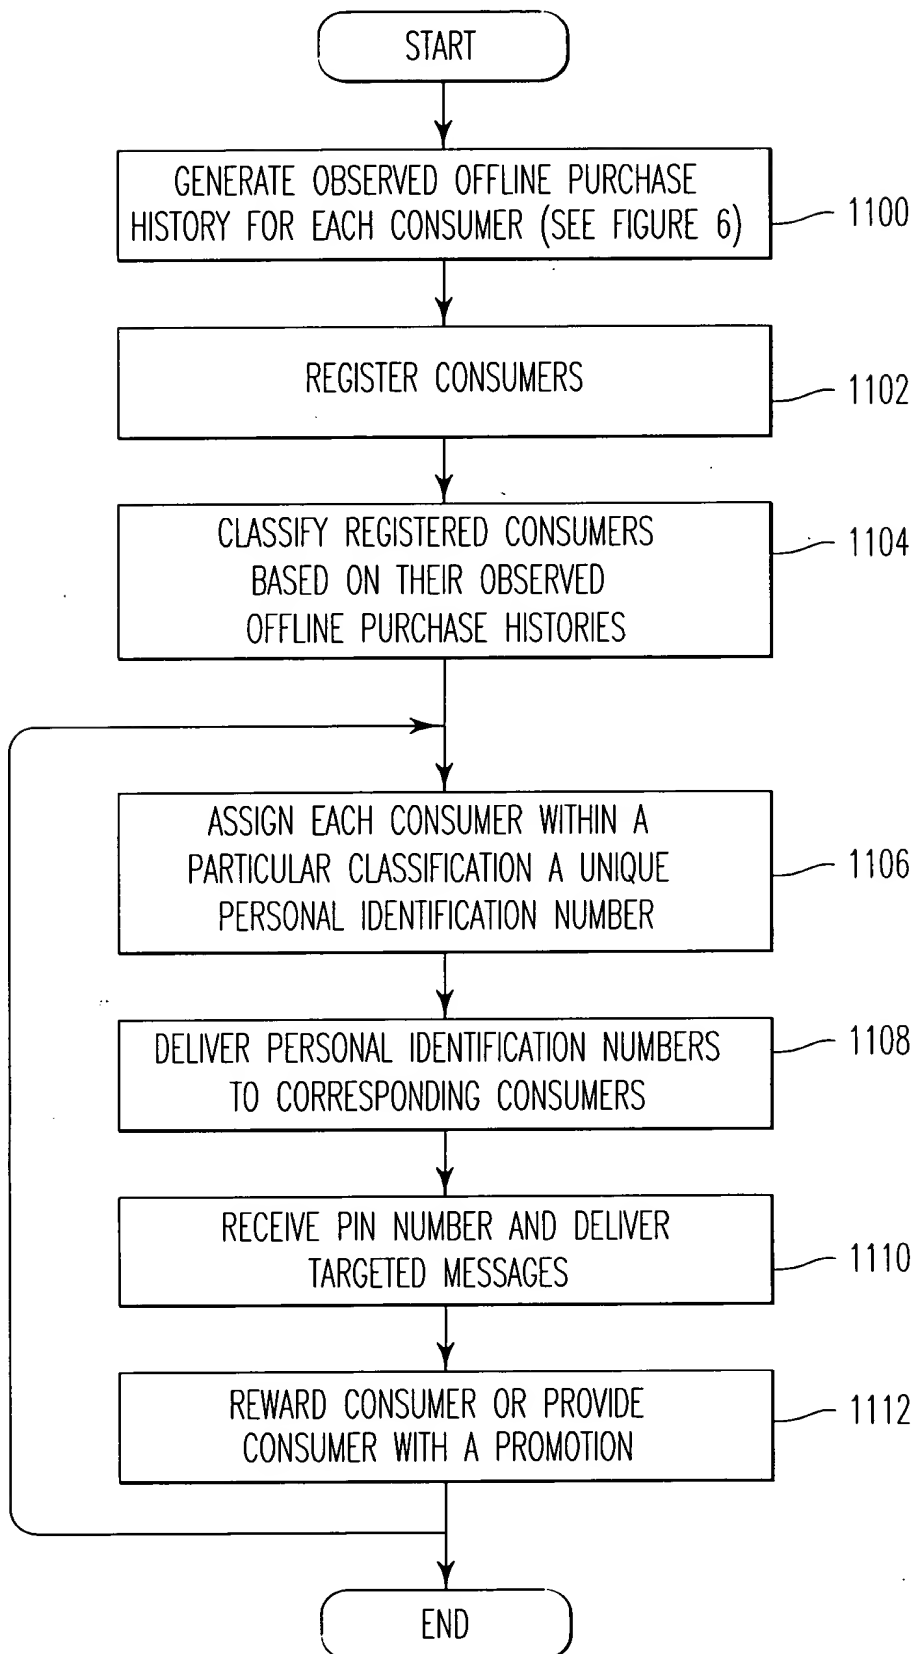 START
GENERATE OBSERVED OFFLINE PURCHASE
HISTORY FOR EACH CONSUMER (SEE FIGURE 6)
1100
REGISTER CONSUMERS
1102
CLASSIFY REGISTERED CONSUMERS
BASED ON THEIR OBSERVED
OFFLINE PURCHASE HISTORIES
1104
ASSIGN EACH CONSUMER WITHIN A
PARTICULAR CLASSIFICATION A UNIQUE
PERSONAL IDENTIFICATION NUMBER
1106
DELIVER PERSONAL IDENTIFICATION NUMBERS
TO CORRESPONDING CONSUMERS
1108
RECEIVE PIN NUMBER AND DELIVER
TARGETED MESSAGES
1110
REWARD CONSUMER OR PROVIDE
CONSUMER WITH A PROMOTION
1112
END